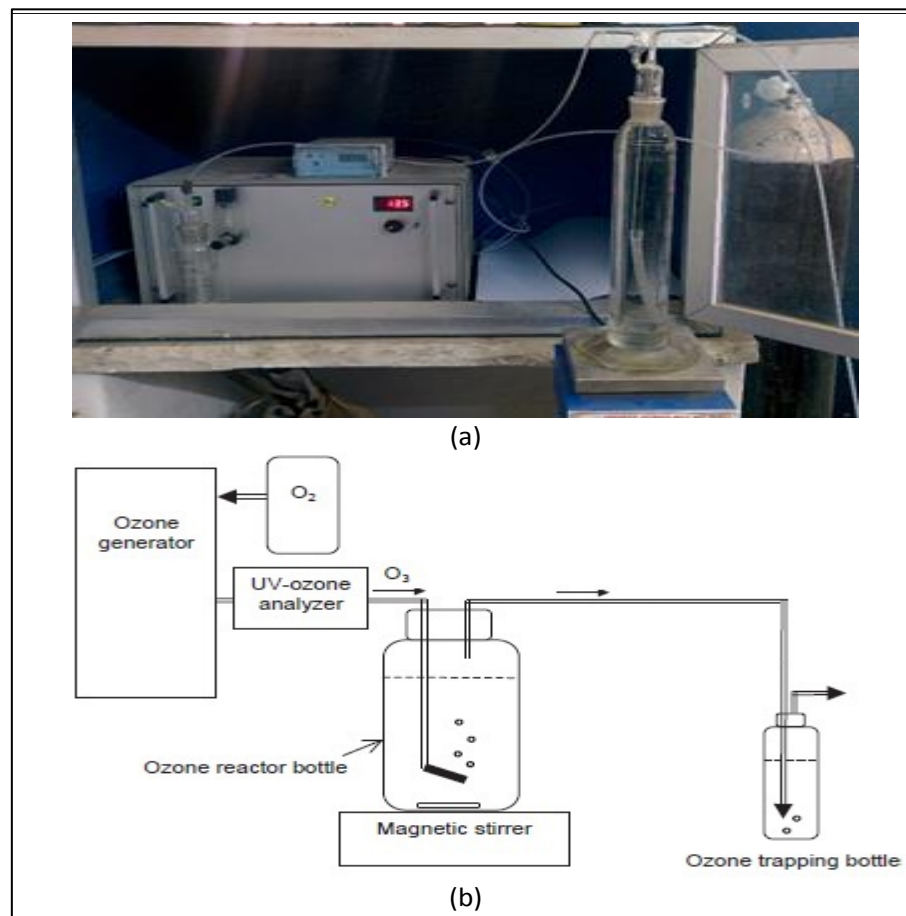 (a)
O₂
Ozone
generator
UV-ozone
analyzer
O₃
Ozone reactor bottle
Magnetic stirrer
Ozone trapping bottle
(b)